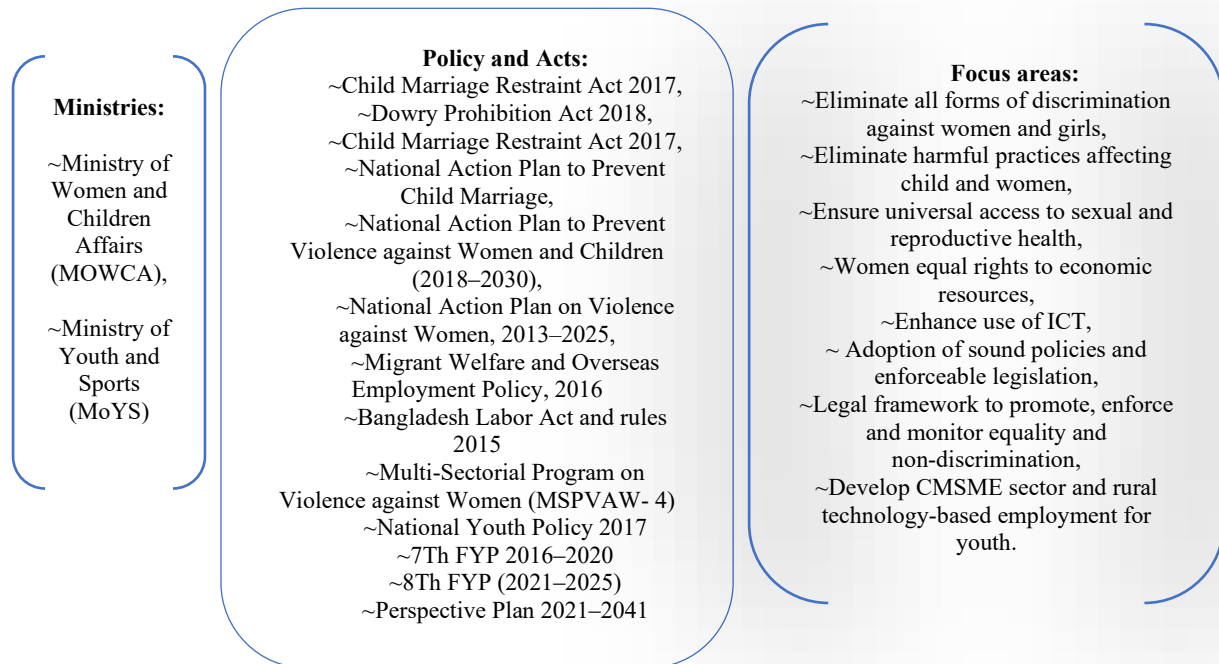 Ministries:
~Ministry of
Women and
Children
Affairs
(MOWCA),
~Ministry of
Youth and
Sports
(MoYS)
Policy and Acts:
~Child Marriage Restraint Act 2017,
~Dowry Prohibition Act 2018,
~Child Marriage Restraint Act 2017,
~National Action Plan to Prevent
Child Marriage,
~National Action Plan to Prevent
Violence against Women and Children
(2018–2030),
~National Action Plan on Violence
against Women, 2013–2025,
~Migrant Welfare and Overseas
Employment Policy, 2016
~Bangladesh Labor Act and rules
2015
~Multi-Sectorial Program on
Violence against Women (MSPVAW- 4)
~National Youth Policy 2017
~7Th FYP 2016–2020
~8Th FYP (2021–2025)
~Perspective Plan 2021–2041
Focus areas:
~Eliminate all forms of discrimination
against women and girls,
~Eliminate harmful practices affecting
child and women,
~Ensure universal access to sexual and
reproductive health,
~Women equal rights to economic
resources,
~Enhance use of ICT,
~ Adoption of sound policies and
enforceable legislation,
~Legal framework to promote, enforce
and monitor equality and
non-discrimination,
~Develop CMSME sector and rural
technology-based employment for
youth.